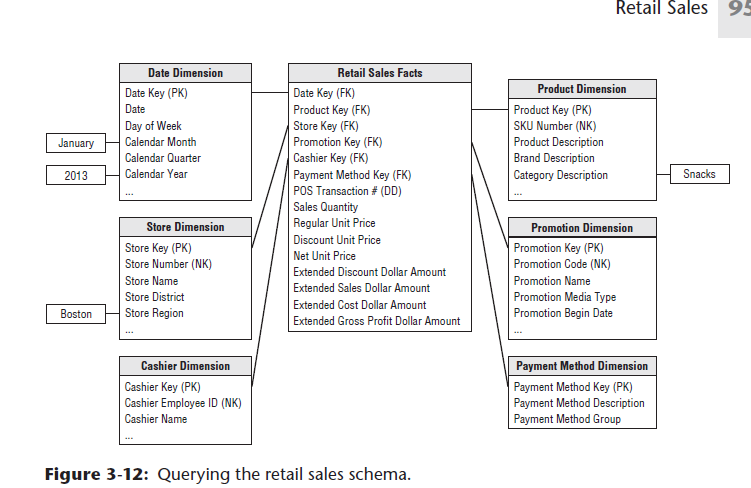 Retail Sales 95
Date Dimension
Date Key (PK)
Date
Day of Week
Calendar Month
Calendar Quarter
Calendar Year
...
January
2013
Store Dimension
Store Key (PK)
Store Number (NK)
Store Name
Store District
Store Region
...
Boston
Cashier Dimension
Cashier Key (PK)
Cashier Employee ID (NK)
Cashier Name
...
Retail Sales Facts
Date Key (FK)
Product Key (FK)
Store Key (FK)
Promotion Key (FK)
Cashier Key (FK)
Payment Method Key (FK)
POS Transaction # (DD)
Sales Quantity
Regular Unit Price
Discount Unit Price
Net Unit Price
Extended Discount Dollar Amount
Extended Sales Dollar Amount
Extended Cost Dollar Amount
Extended Gross Profit Dollar Amount
Product Dimension
Product Key (PK)
SKU Number (NK)
Product Description
Brand Description
Category Description
...
Snacks
Promotion Dimension
Promotion Key (PK)
Promotion Code (NK)
Promotion Name
Promotion Media Type
Promotion Begin Date
...
Payment Method Dimension
Payment Method Key (PK)
Payment Method Description
Payment Method Group
Figure 3-12: Querying the retail sales schema.